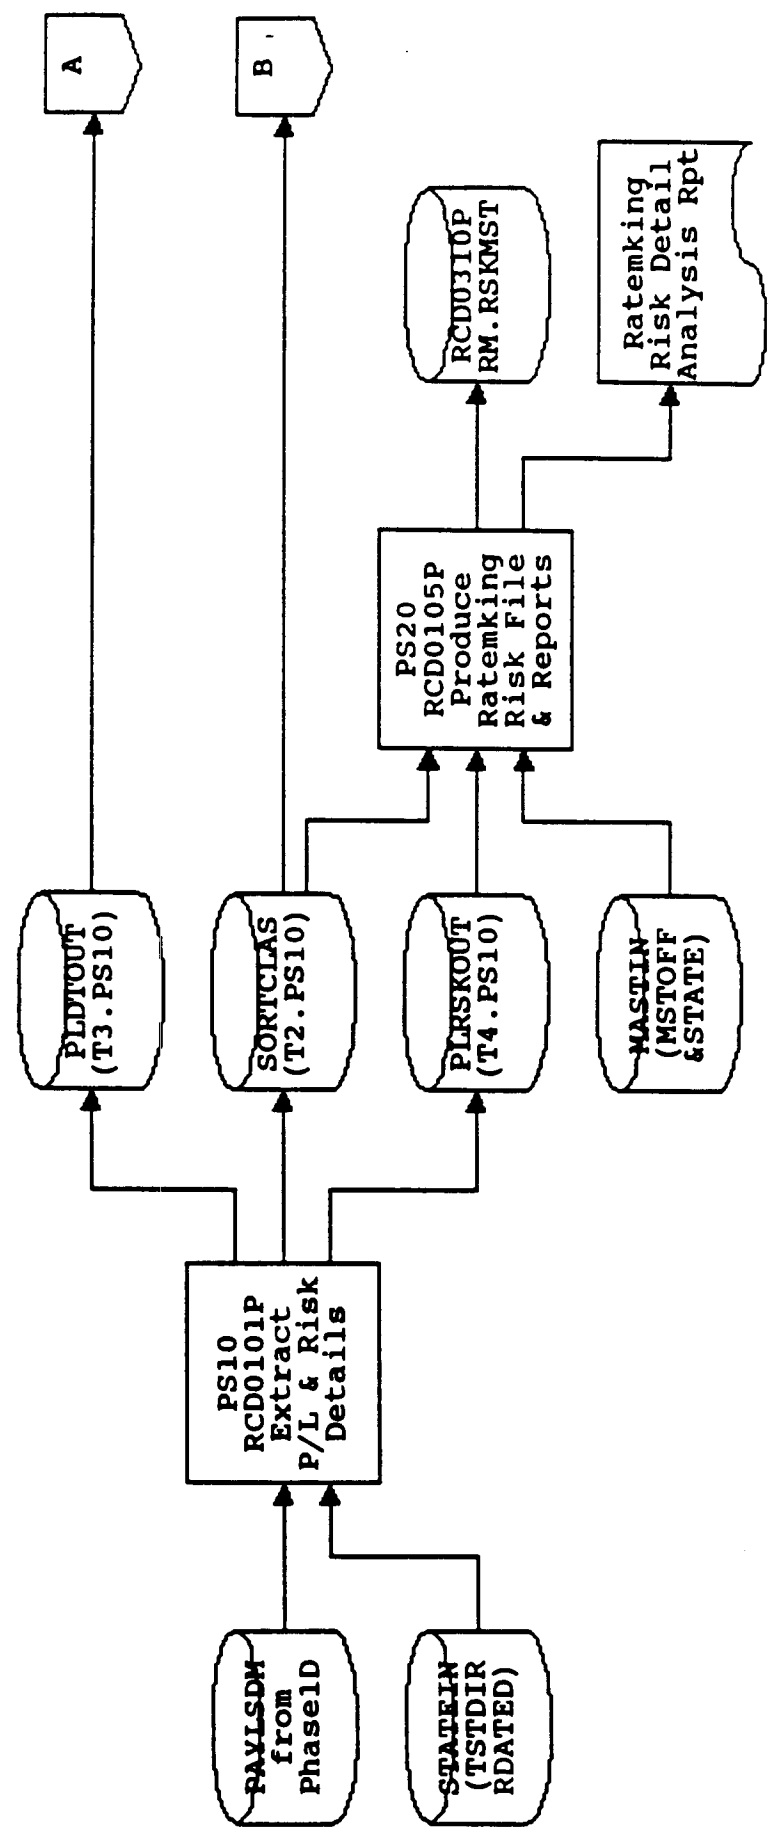 PAYLSDM
from
Phase1D
STATEIN
(TSTDIR
RDATED)
PS10
RCD0101P
Extract
P/L & Risk
Details
PLDTOUT
(T3.PS10)
SORTCLAS
(T2.PS10)
PLRSKOUT
(T4.PS10)
MASTIN
(MSTOFF
&STATE)
PS20
RCD0105P
Produce
Ratemking
Risk File
& Reports
A
B
RCD0310P
RM.RSKMST
Ratemking
Risk Detail
Analysis Rpt